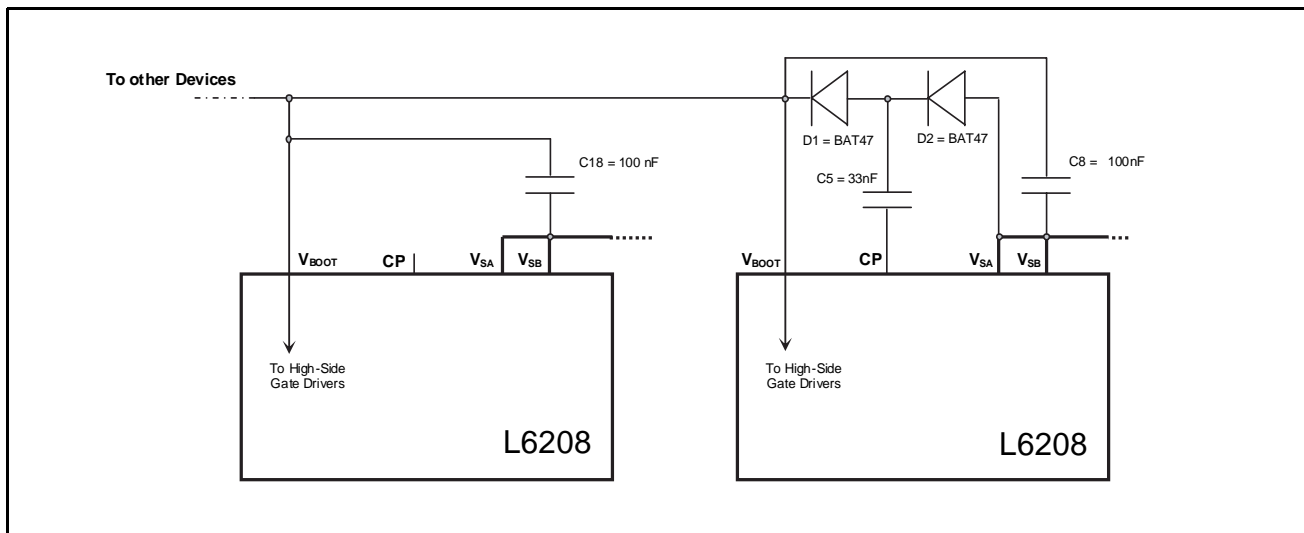 To other Devices
D1 = BAT47
D2 = BAT47
C18 = 100 nF
C8 = 100nF
C5 = 33nF
VBOOT
CP
VSA
VSB
VBOOT
CP
VSA
VSB
To High-Side
Gate Drivers
To High-Side
Gate Drivers
L6208
L6208